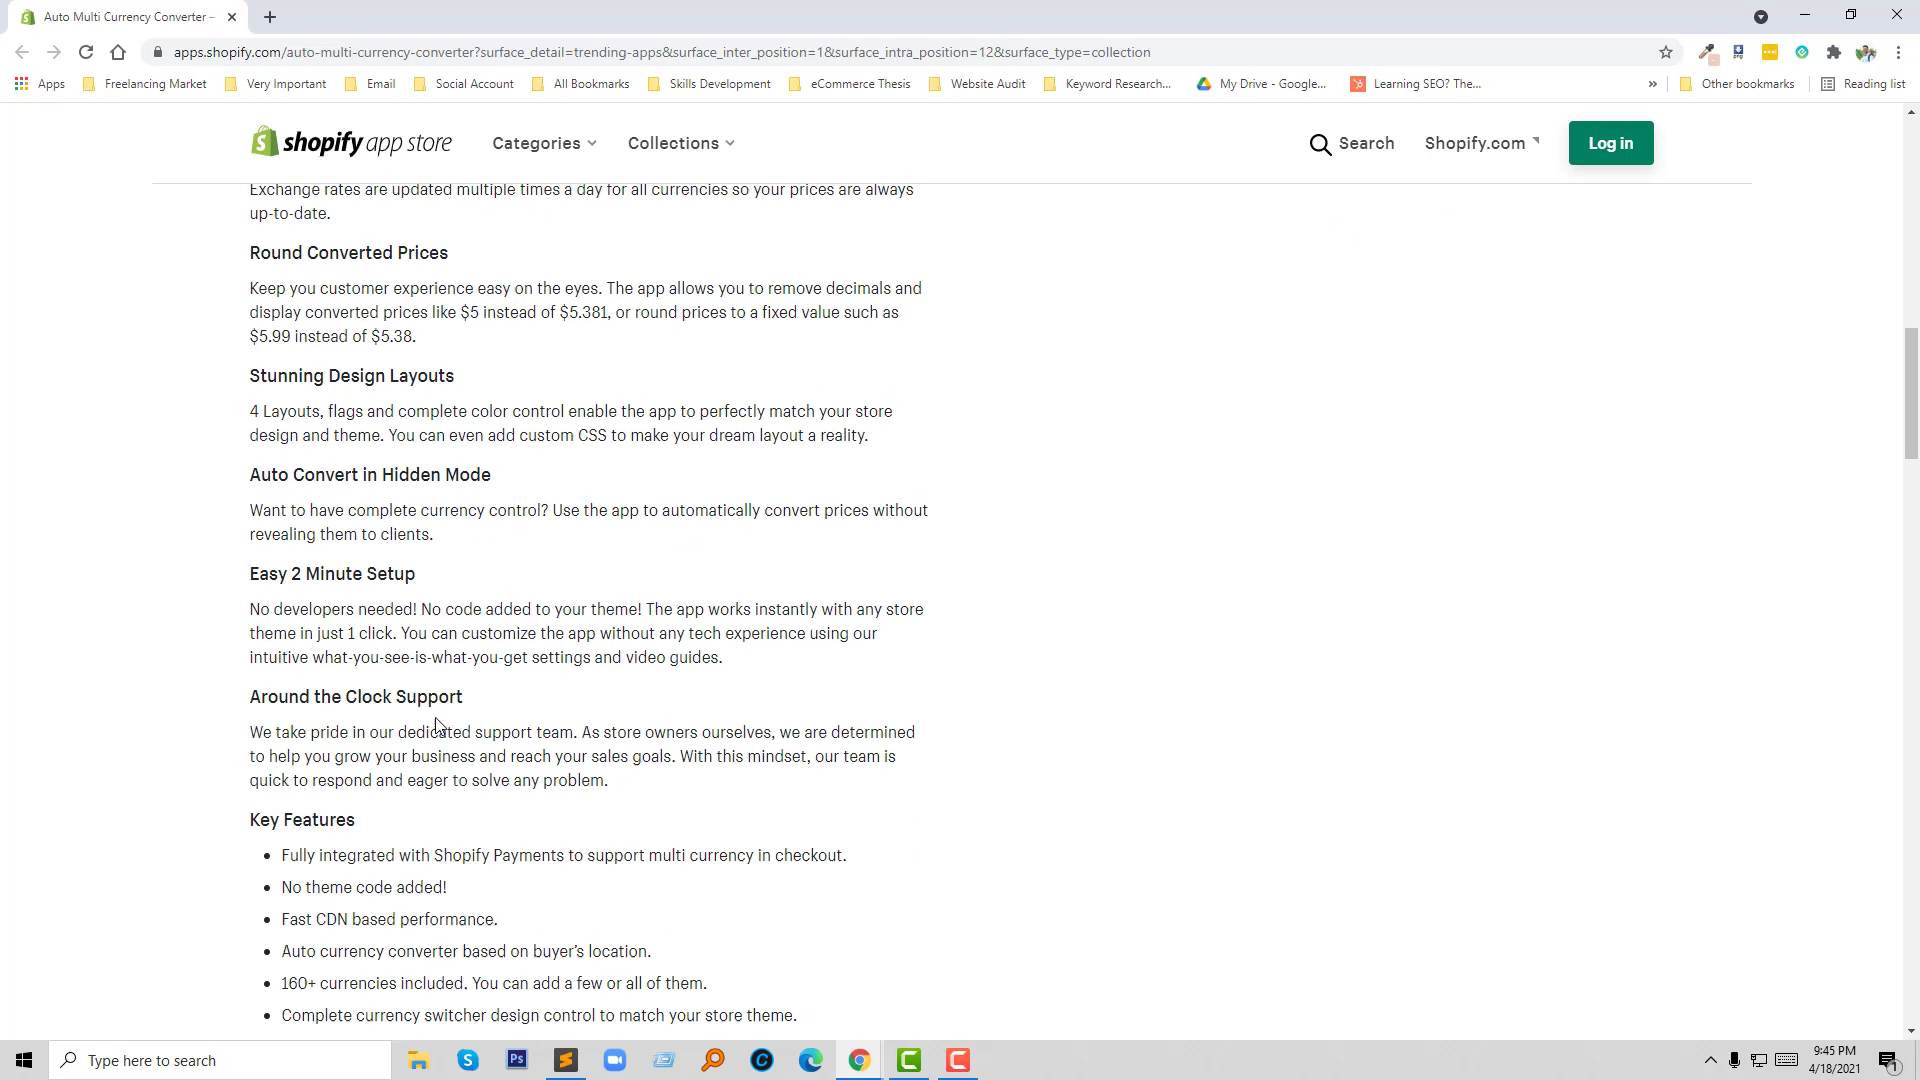 Auto Multi Currency Converter –
apps.shopify.com/auto-multi-currency-converter?surface_detail=trending-apps&surface_inter_position=1&surface_intra_position=12&surface_type=collection
Apps Freelancing Market Very Important Email Social Account All Bookmarks Skills Development eCommerce Thesis Website Audit Keyword Research... My Drive - Google... Learning SEO? The... » Other bookmarks Reading list
shopify app store Categories Collections Search Shopify.com Log in
Exchange rates are updated multiple times a day for all currencies so your prices are always
up-to-date.
Round Converted Prices
Keep you customer experience easy on the eyes. The app allows you to remove decimals and
display converted prices like $5 instead of $5.381, or round prices to a fixed value such as
$5.99 instead of $5.38.
Stunning Design Layouts
4 Layouts, flags and complete color control enable the app to perfectly match your store
design and theme. You can even add custom CSS to make your dream layout a reality.
Auto Convert in Hidden Mode
Want to have complete currency control? Use the app to automatically convert prices without
revealing them to clients.
Easy 2 Minute Setup
No developers needed! No code added to your theme! The app works instantly with any store
theme in just 1 click. You can customize the app without any tech experience using our
intuitive what-you-see-is-what-you-get settings and video guides.
Around the Clock Support
We take pride in our dedicated support team. As store owners ourselves, we are determined
to help you grow your business and reach your sales goals. With this mindset, our team is
quick to respond and eager to solve any problem.
Key Features
• Fully integrated with Shopify Payments to support multi currency in checkout.
• No theme code added!
• Fast CDN based performance.
• Auto currency converter based on buyer's location.
• 160+ currencies included. You can add a few or all of them.
• Complete currency switcher design control to match your store theme.
Type here to search
Ps
9:45 PM
4/18/2021
1